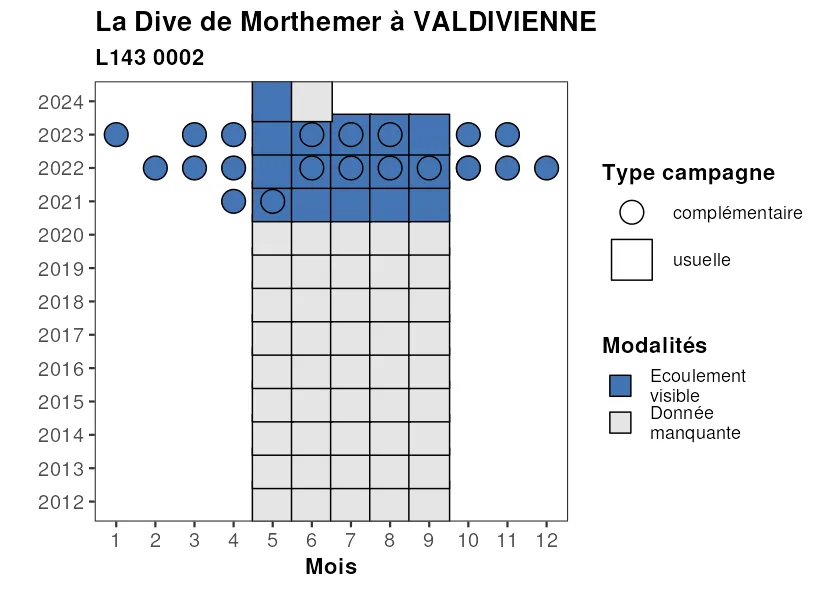 La Dive de Morthemer à VALDIVIENNE
L143 0002
2024
2023
2022
2021
2020
2019
2018
2017
2016
2015
2014
2013
2012
1 2 3 4 5 6 7 8 9 10 11 12
Mois
Type campagne
complémentaire
usuelle
Modalités
Ecoulement
visible
Donnée
manquante